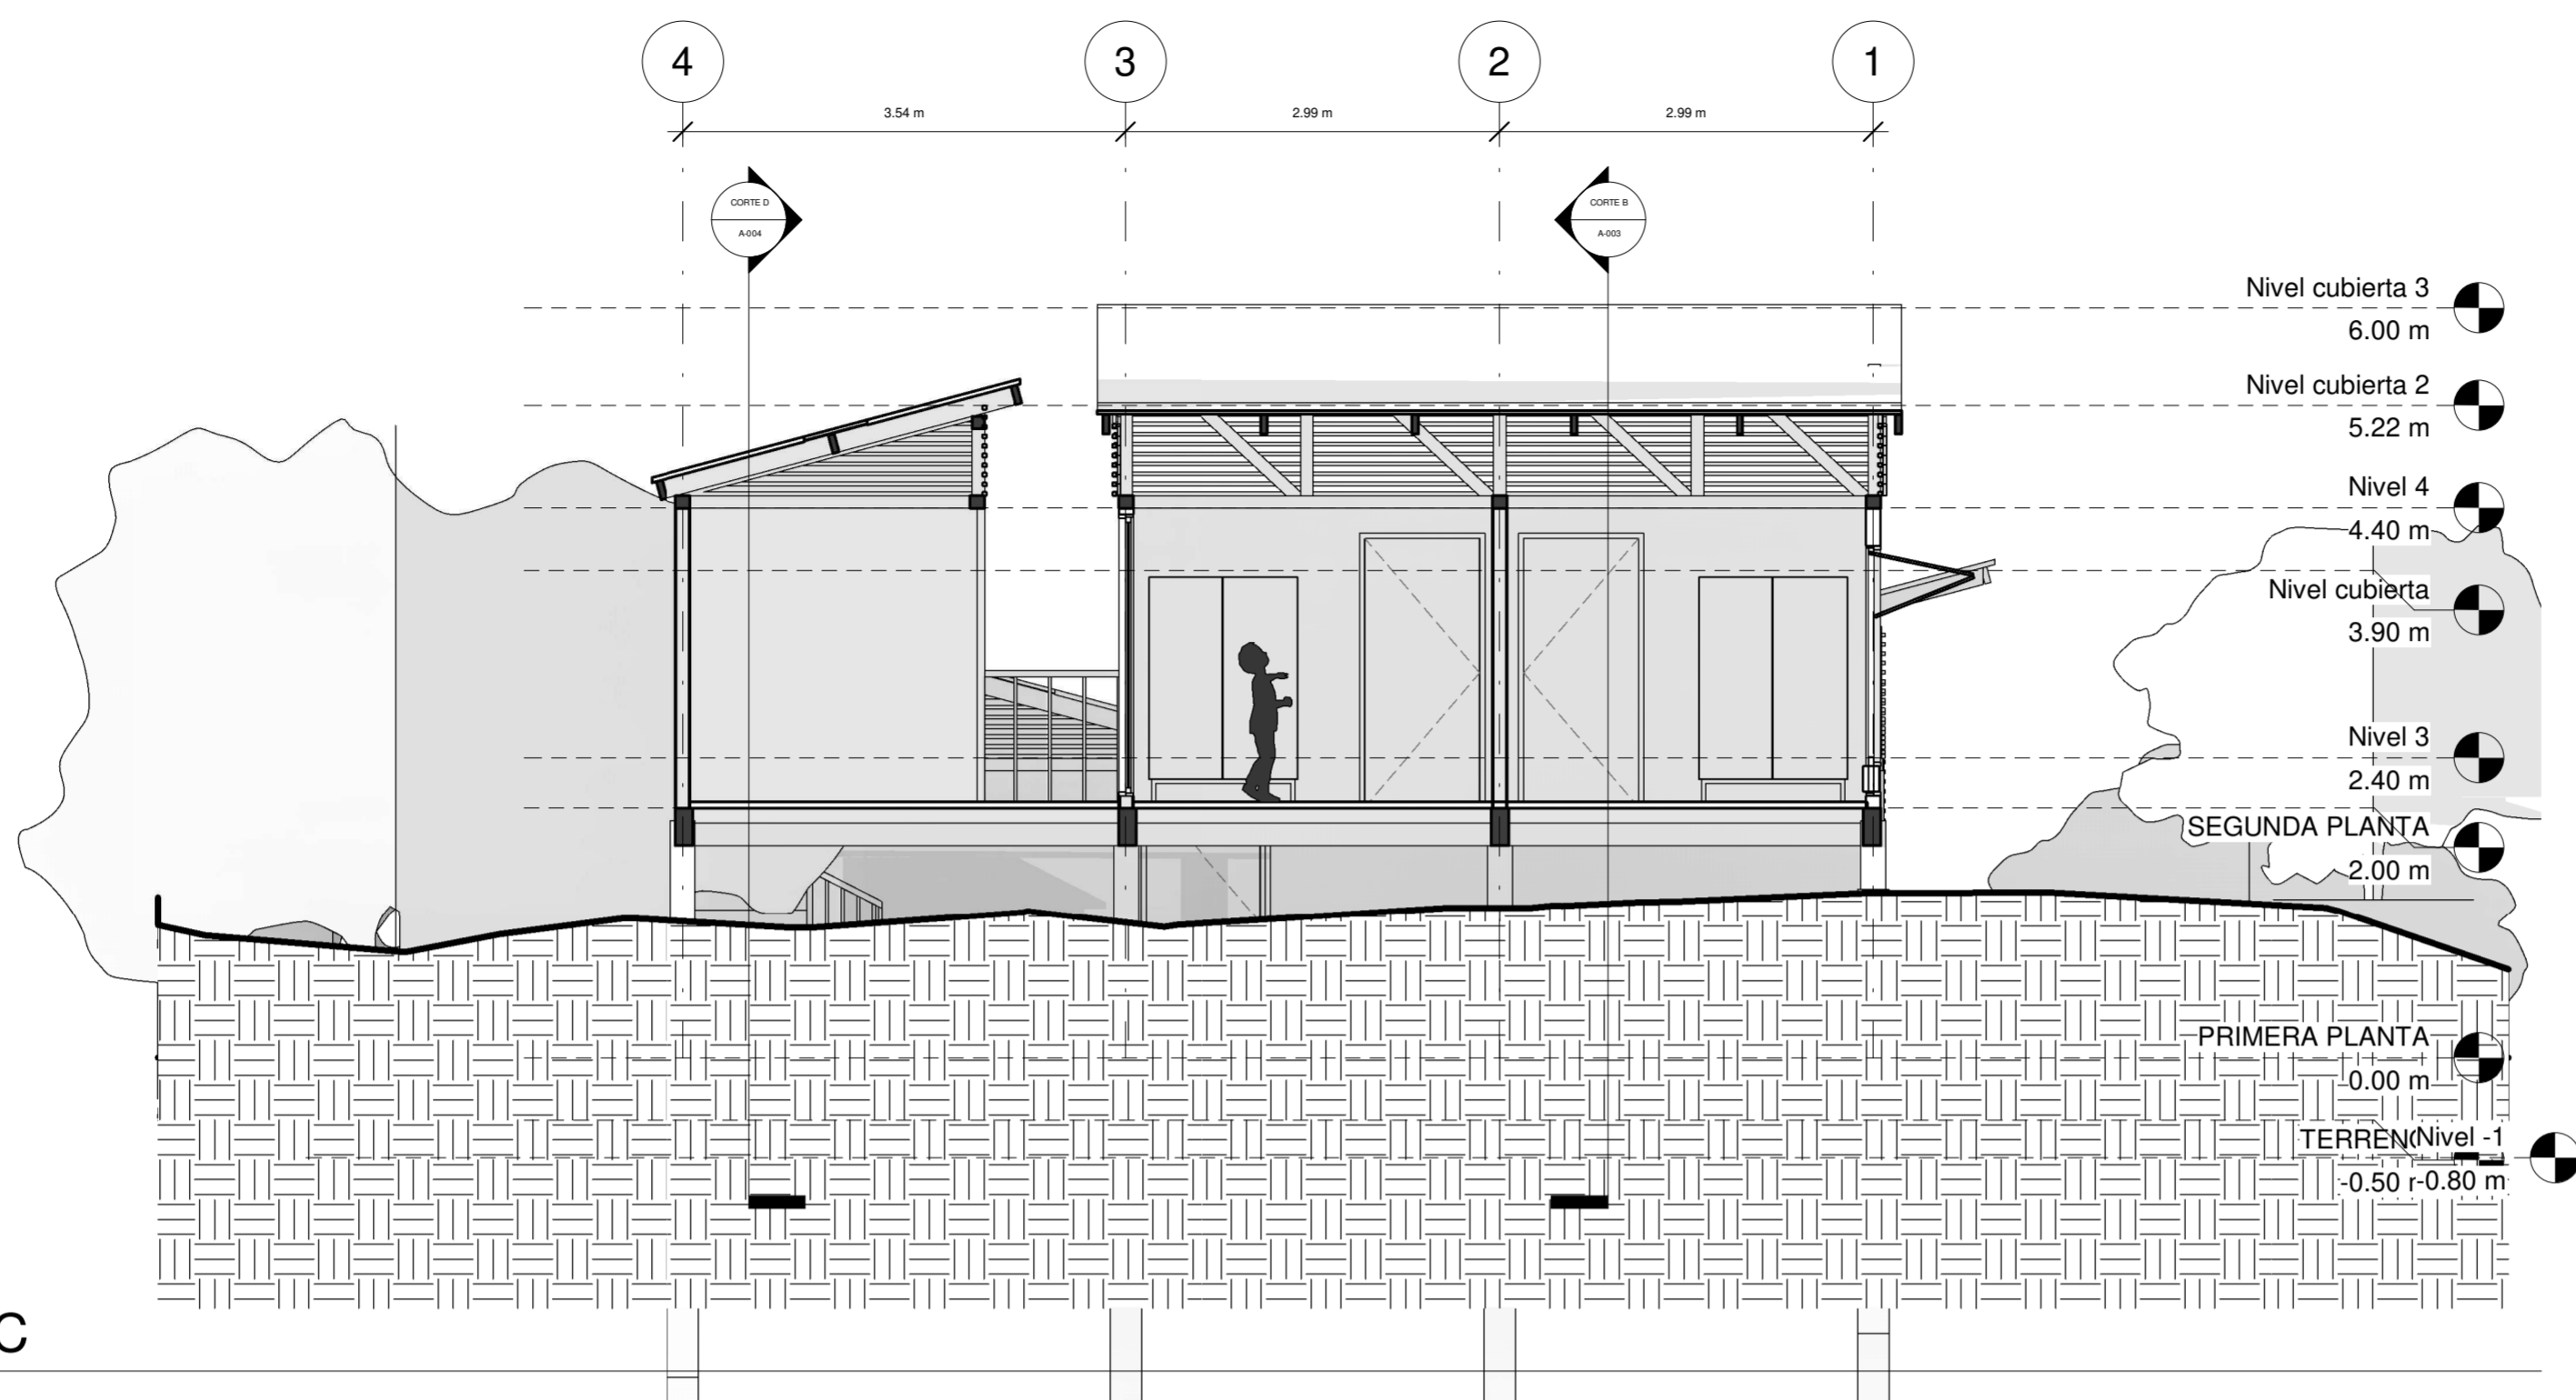 4
3
2
1
3.54 m
2.99 m
2.99 m
CORTE D
A-004
CORTE B
A-003
Nivel cubierta 3
6.00 m
Nivel cubierta 2
5.22 m
Nivel 4
4.40 m
Nivel cubierta
3.90 m
Nivel 3
2.40 m
SEGUNDA PLANTA
2.00 m
PRIMERA PLANTA
0.00 m
Nivel -1
-0.50
-0.80 m
C